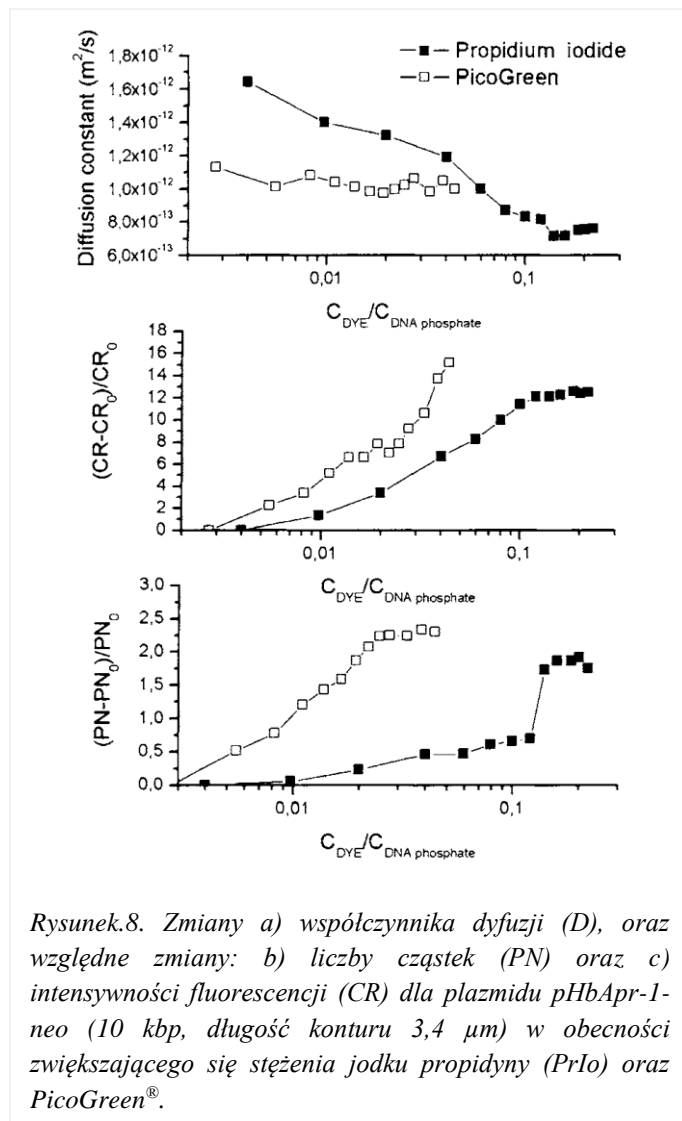 Propidium iodide
PicoGreen
Diffusion constant (m²/s)
1,8x10⁻¹²
1,6x10⁻¹²
1,4x10⁻¹²
1,2x10⁻¹²
1,0x10⁻¹²
8,0x10⁻¹³
6,0x10⁻¹³
0,01 0,1
C_DYE/C_DNA phosphate
(CR-CR₀)/CR₀
18
16
14
12
10
8
6
4
2
0
0,01 0,1
C_DYE/C_DNA phosphate
(PN-PN₀)/PN₀
3,0
2,5
2,0
1,5
1,0
0,5
0,0
0,01 0,1
C_DYE/C_DNA phosphate
Rysunek.8. Zmiany a) współczynnika dyfuzji (D), oraz
względne zmiany: b) liczby cząstek (PN) oraz c)
intensywności fluorescencji (CR) dla plazmidu pHbApr-1-
neo (10 kbp, długość konturu 3,4 μm) w obecności
zwiększającego się stężenia jodku propidyny (PrIo) oraz
PicoGreen®.